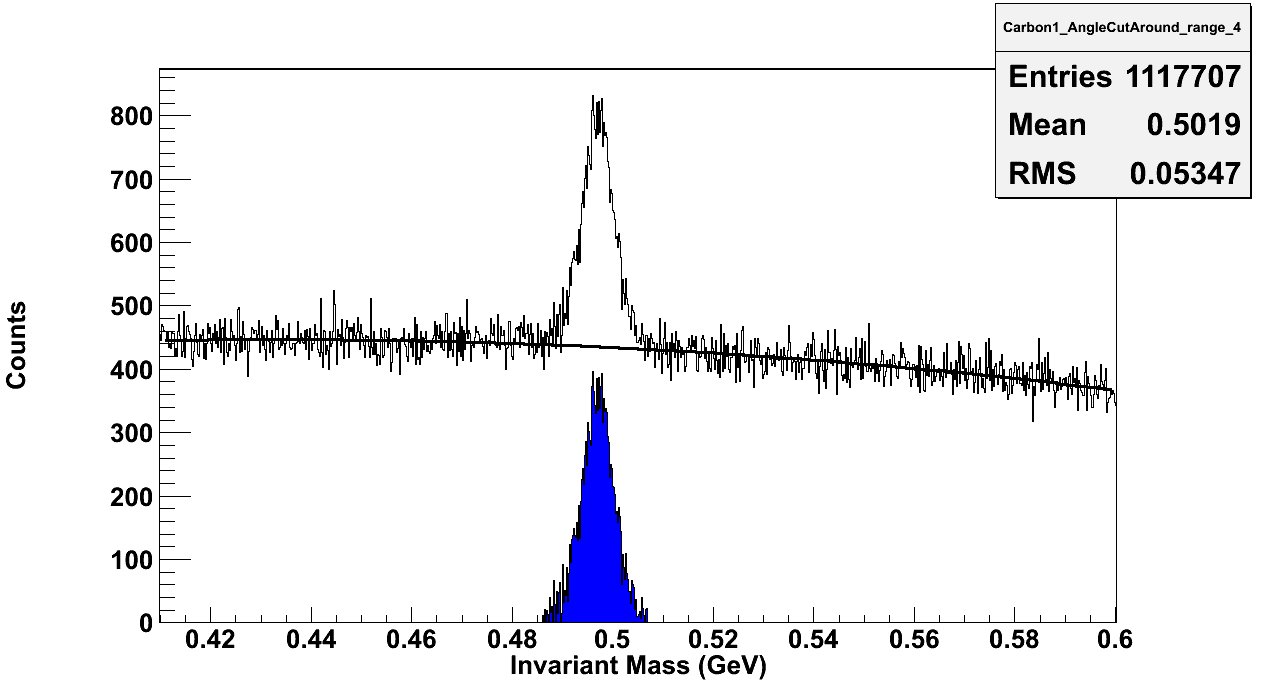 Carbon1_AngleCutAround_range_4
Entries 1117707
Mean 0.5019
RMS 0.05347
Counts
800
700
600
500
400
300
200
100
0
0.42 0.44 0.46 0.48 0.5 0.52 0.54 0.56 0.58 0.6
Invariant Mass (GeV)